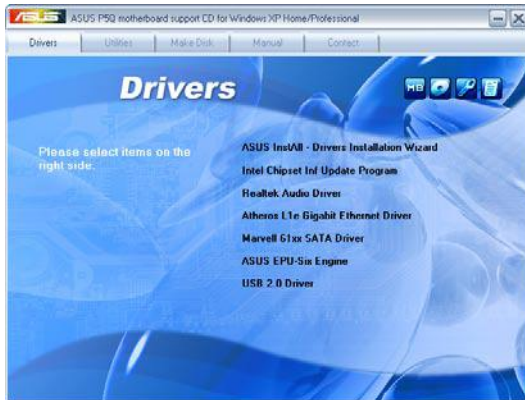 ASUS ASUS P5Q motherboard support CD for Windows XP Home/Professional
Drivers Utilities Make Disk Manual Contact
Drivers
MB
Please select items on the
right side.
ASUS InstAll - Drivers Installation Wizard
Intel Chipset Inf Update Program
Realtek Audio Driver
Atheros L1e Gigabit Ethernet Driver
Marvell 61xx SATA Driver
ASUS EPU-Six Engine
USB 2.0 Driver